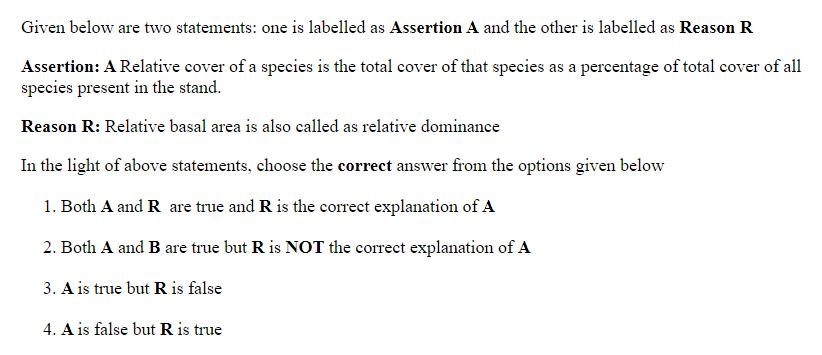 Given below are two statements: one is labelled as Assertion A and the other is labelled as Reason R
Assertion: A Relative cover of a species is the total cover of that species as a percentage of total cover of all
species present in the stand.
Reason R: Relative basal area is also called as relative dominance
In the light of above statements, choose the correct answer from the options given below
1. Both A and R are true and R is the correct explanation of A
2. Both A and B are true but R is NOT the correct explanation of A
3. A is true but R is false
4. A is false but R is true